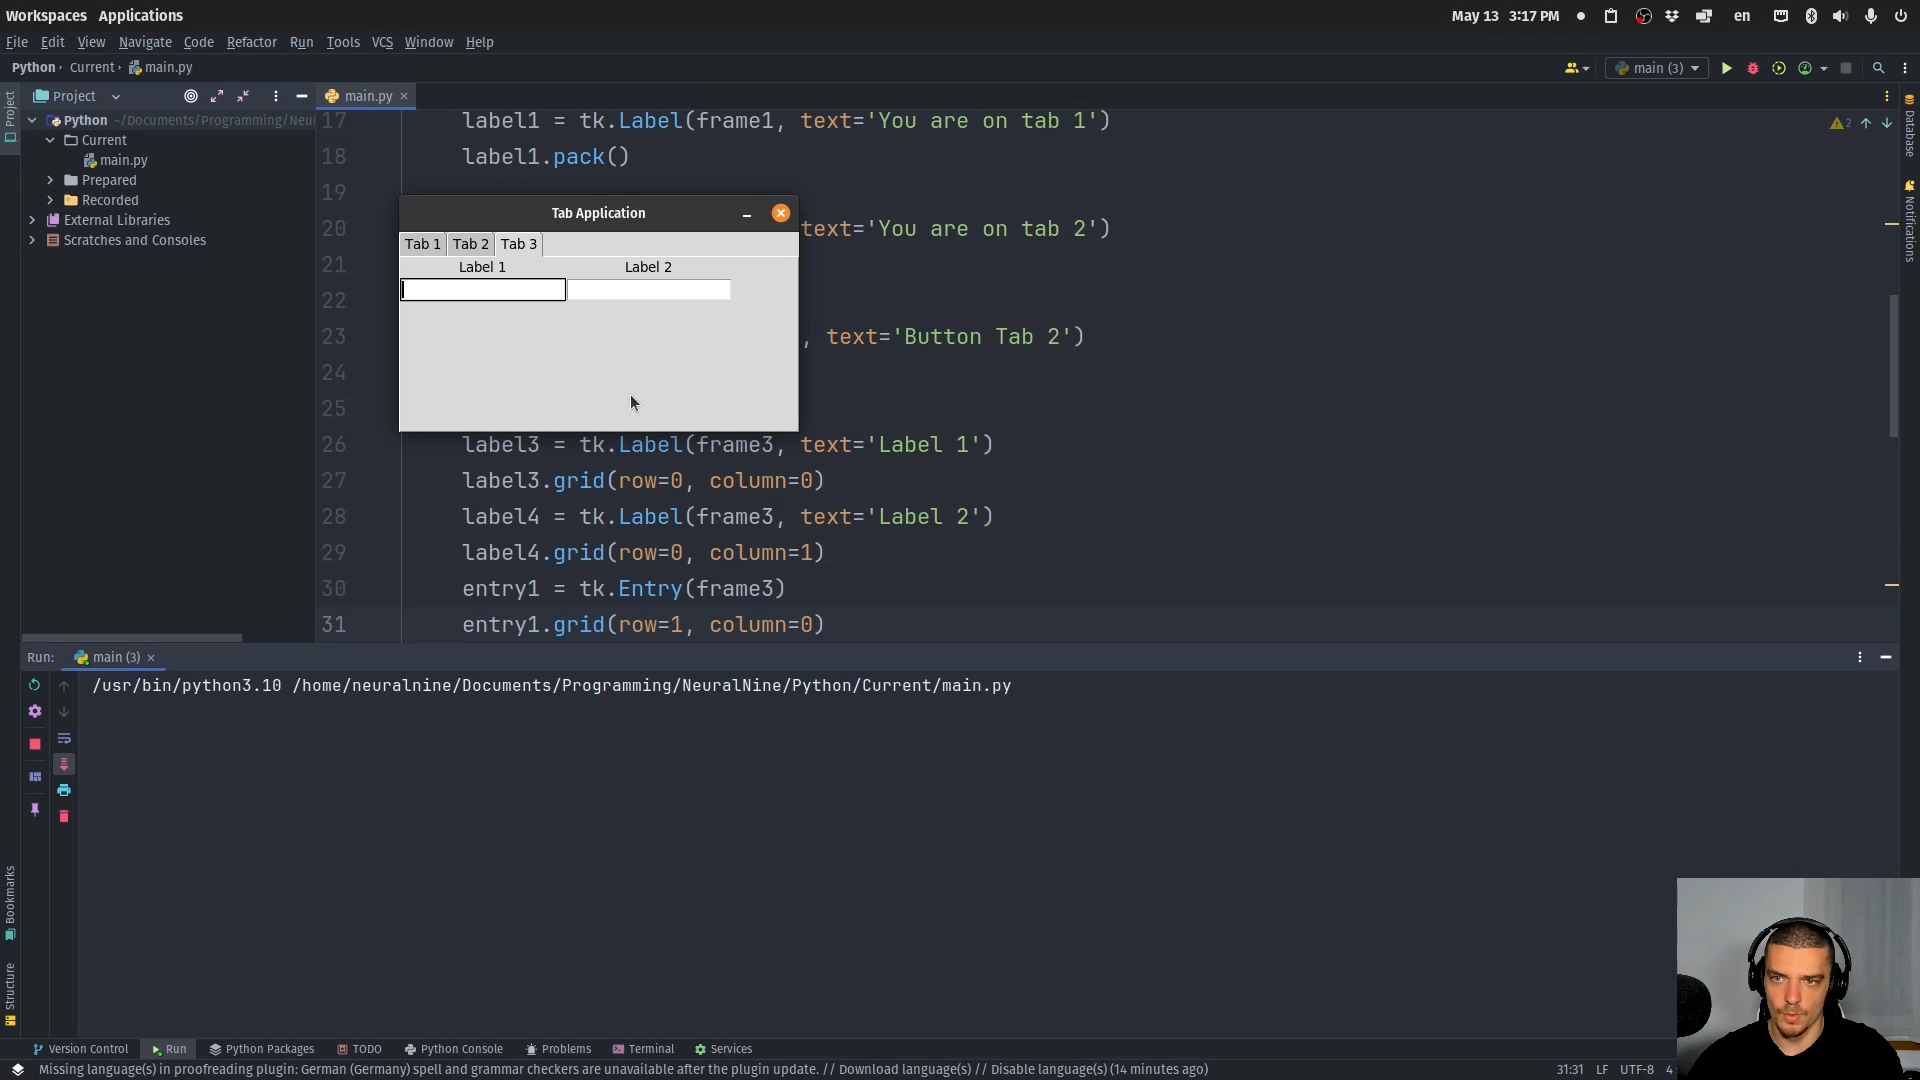 Workspaces Applications
May 13 3:17 PM
en
File Edit View Navigate Code Refactor Run Tools VCS Window Help
Python › Current › main.py
main (3)
Project
Project
main.py
Python ~/Documents/Programming/Neu
Current
main.py
Prepared
Recorded
External Libraries
Scratches and Consoles
17 label1 = tk.Label(frame1, text='You are on tab 1')
18 label1.pack()
19
20 text='You are on tab 2')
21
22
23 , text='Button Tab 2')
24
25
26 label3 = tk.Label(frame3, text='Label 1')
27 label3.grid(row=0, column=0)
28 label4 = tk.Label(frame3, text='Label 2')
29 label4.grid(row=0, column=1)
30 entry1 = tk.Entry(frame3)
31 entry1.grid(row=1, column=0)
Tab Application
Tab 1 Tab 2 Tab 3
Label 1 Label 2
2
Database
Notifications
Run: main (3)
/usr/bin/python3.10 /home/neuralnine/Documents/Programming/NeuralNine/Python/Current/main.py
Bookmarks
Structure
Version Control Run Python Packages TODO Python Console Problems Terminal Services
Missing language(s) in proofreading plugin: German (Germany) spell and grammar checkers are unavailable after the plugin update. // Download language(s) // Disable language(s) (14 minutes ago)
31:31 LF UTF-8 4